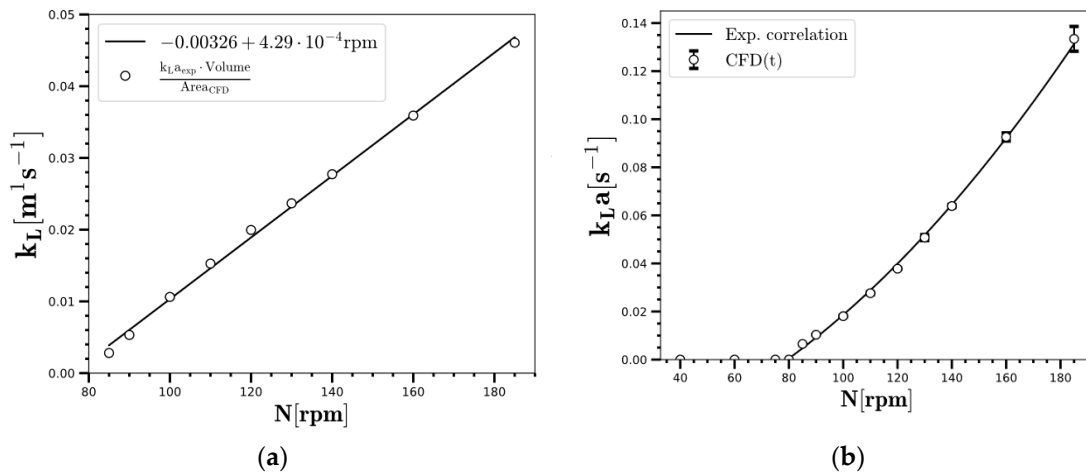 0.05
0.04
0.03
0.02
0.01
0.00
k_L[m^1s^{-1}]
−0.00326 + 4.29 · 10^{-4}rpm
k_La_exp · Volume
Area_CFD
80 100 120 140 160 180
N[rpm]
(a)
0.14
0.12
0.10
0.08
0.06
0.04
0.02
0.00
k_La[s^{-1}]
Exp. correlation
CFD(t)
40 60 80 100 120 140 160 180
N[rpm]
(b)